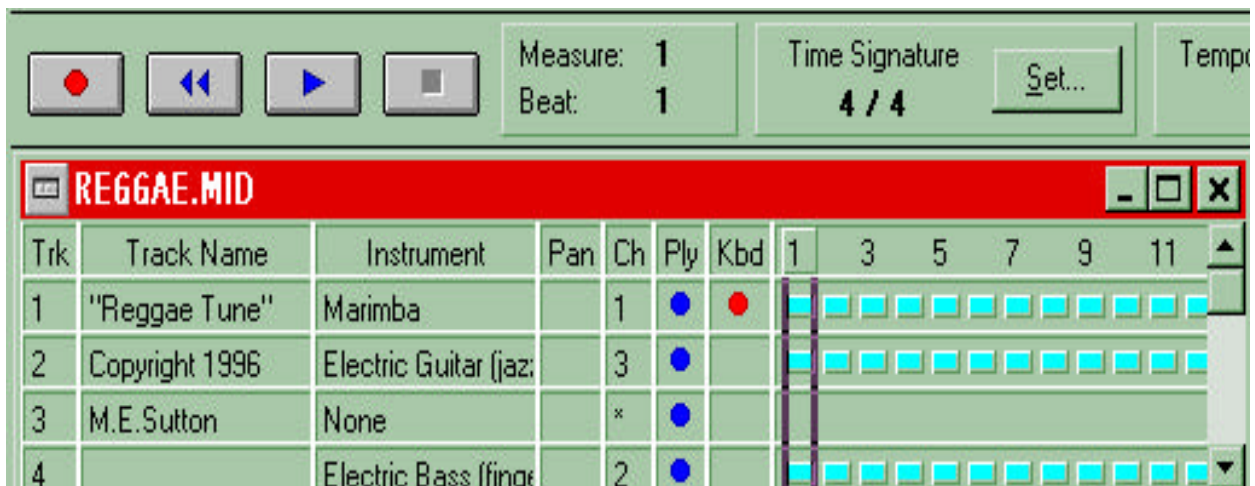 Measure: 1
Beat: 1
Time Signature
4 / 4
Set...
Tempo
REGGAE.MID
Trk Track Name Instrument Pan Ch Ply Kbd 1 3 5 7 9 11
1 "Reggae Tune" Marimba 1
2 Copyright 1996 Electric Guitar (jaz 3
3 M.E.Sutton None *
4 Electric Bass (finge 2